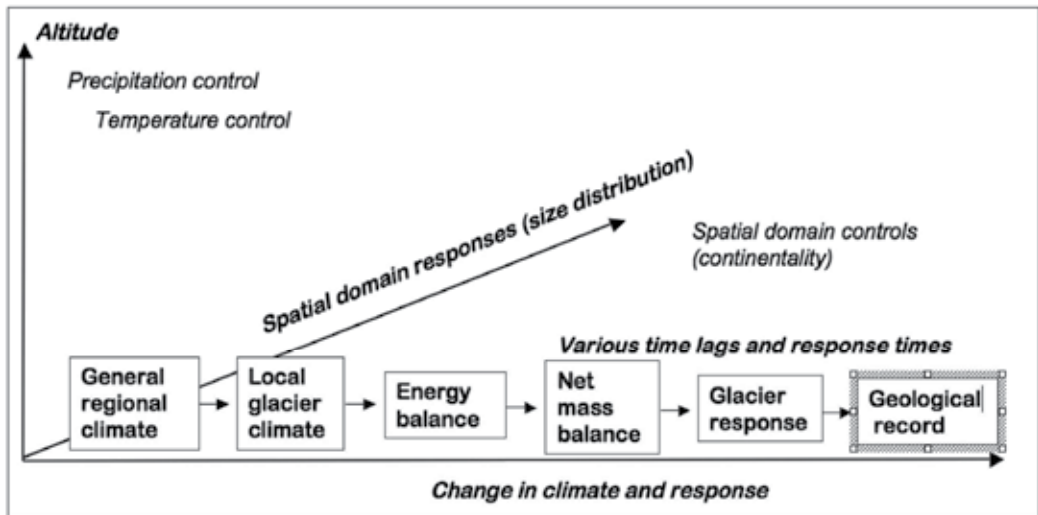 Altitude
Precipitation control
Temperature control
Spatial domain responses (size distribution)
Spatial domain controls
(continentality)
Various time lags and response times
General
regional
climate
Local
glacier
climate
Energy
balance
Net
mass
balance
Glacier
response
Geological
record
Change in climate and response